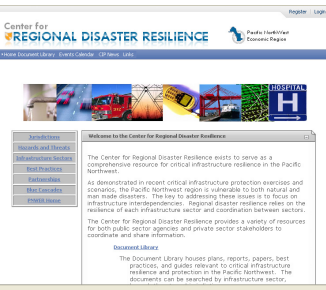 Register | Login
Center for
REGIONAL DISASTER RESILIENCE
Pacific NorthWest
Economic Region
Home Document Library Events Calendar CIP News Links
HOSPITAL
H
Jurisdictions
Hazards and Threats
Infrastructure Sectors
Best Practices
Partnerships
Blue Cascades
PNWER Home
Welcome to the Center for Regional Disaster Resilience
The Center for Regional Disaster Resilience exists to serve as a
comprehensive resource for critical infrastructure resilience in the Pacific
Northwest.
As demonstrated in recent critical infrastructure protection exercises and
scenarios, the Pacific Northwest region is vulnerable to both natural and
man made disasters. The key to addressing these issues is to focus on
infrastructure interdependencies. Regional disaster resilience relies on the
resilience of each infrastructure sector and coordination between sectors.
The Center for Regional Disaster Resilience provides a variety of resources
for both public sector agencies and private sector stakeholders to
coordinate and share information.
Document Library
The Document Library houses plans, reports, papers, best
practices, and guides relevant to critical infrastructure
resilience and protection in the Pacific Northwest. The
documents can be searched by infrastructure sector,